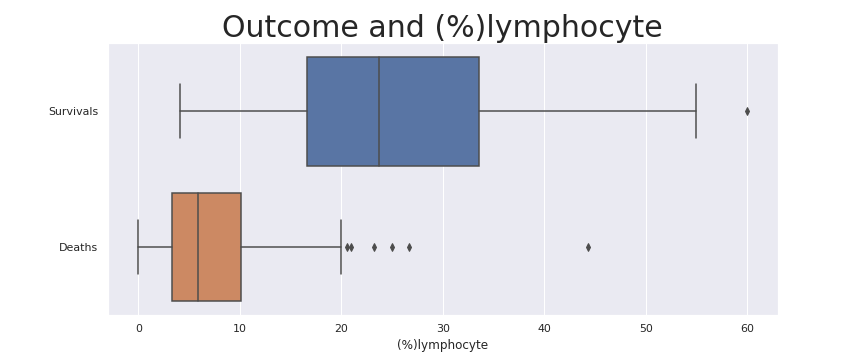 Outcome and (%)lymphocyte
Survivals
Deaths
0 10 20 30 40 50 60
(%)lymphocyte